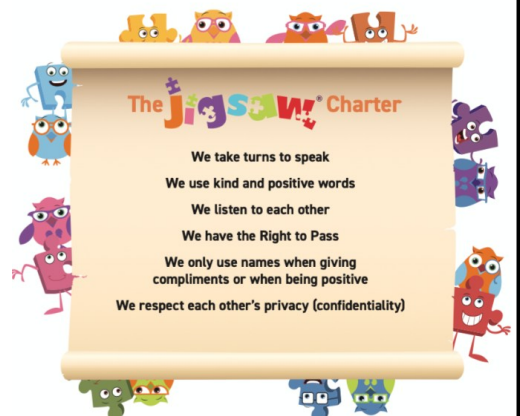 The Jigsaw® Charter
We take turns to speak
We use kind and positive words
We listen to each other
We have the Right to Pass
We only use names when giving
compliments or when being positive
We respect each other's privacy (confidentiality)